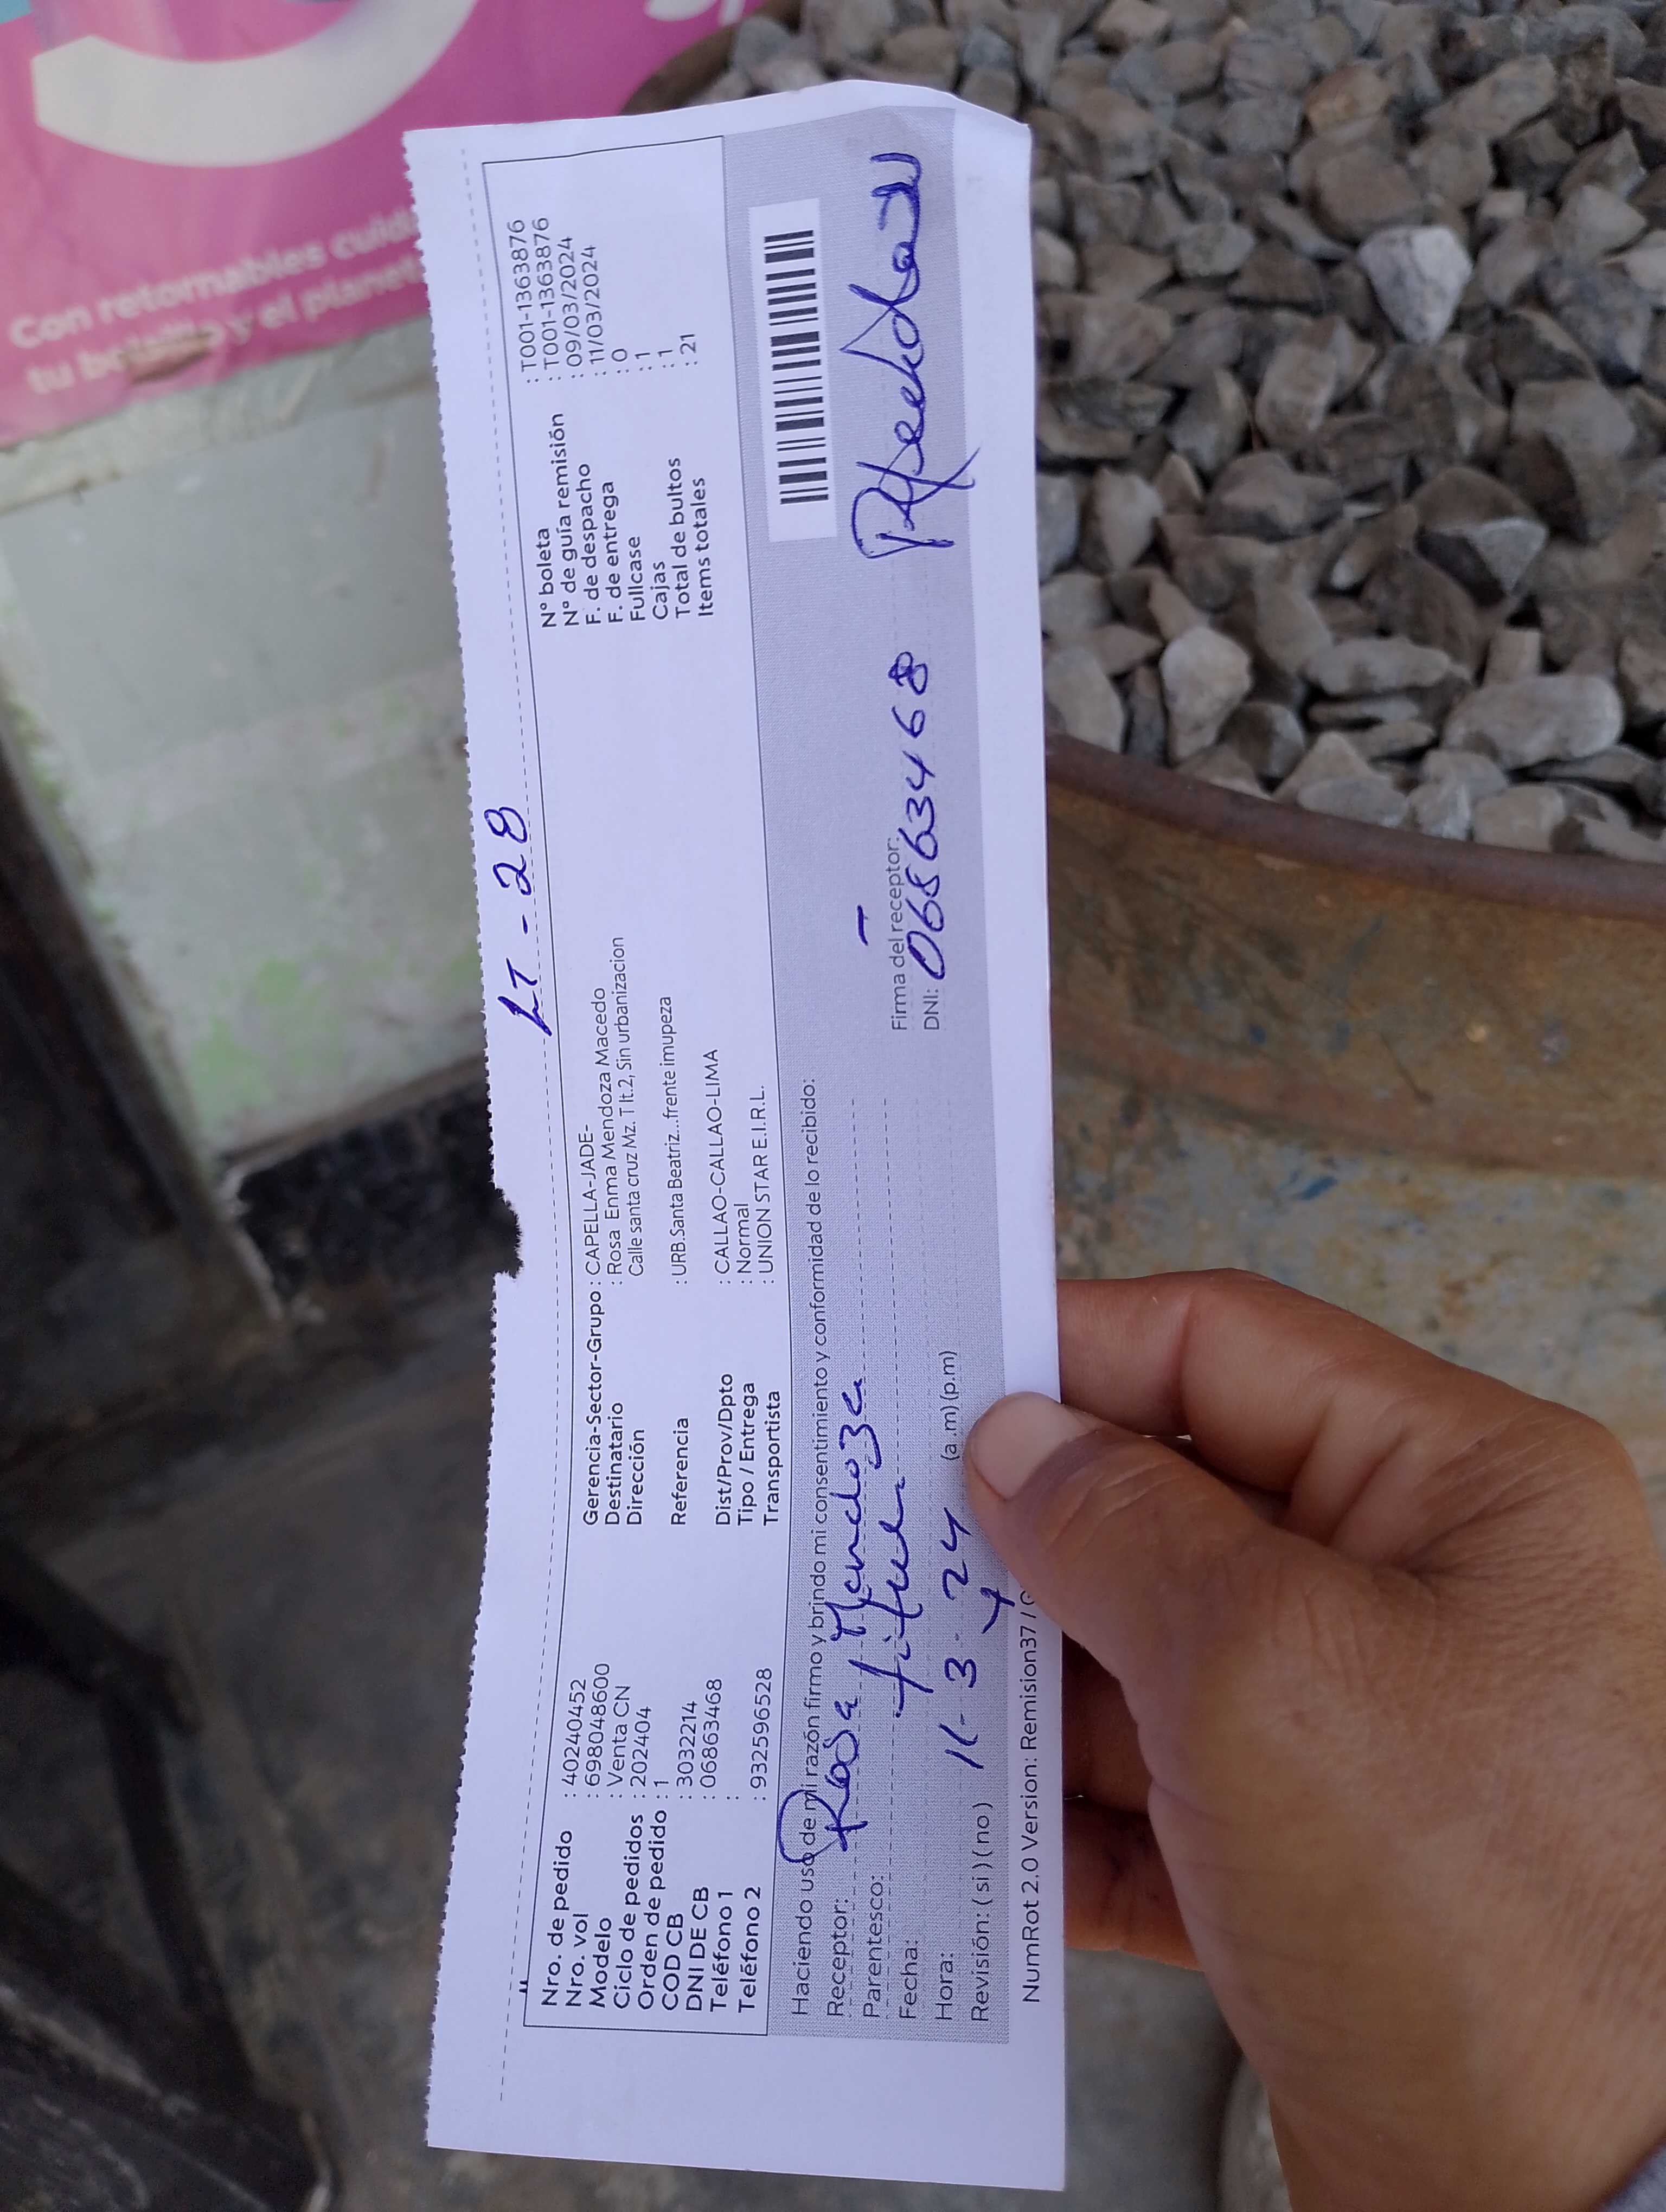 Con retornables cuida
tu bolsillo y el planet
LT - 28
Nro. de pedido : 40240452
Nro. vol : 6980048600
Modelo : Venta CN
Ciclo de pedidos : 202404
Orden de pedido : 1
COD CB : 3032214
DNI DE CB : 06863468
Teléfono 1 :
Teléfono 2 : 932596528
Gerencia-Sector-Grupo : CAPELLA-JADE-
Destinatario : Rosa Enma Mendoza Macedo
Dirección Calle santa cruz Mz. T lt.2, Sin urbanizacion
Referencia : URB.Santa Beatriz...frente imupeza
Dist/Prov/Dpto : CALLAO-CALLAO-LIMA
Tipo / Entrega : Normal
Transportista : UNION STAR E.I.R.L.
N° boleta : T001-1363876
N° de guía remisión : T001-1363876
F. de despacho : 09/03/2024
F. de entrega : 11/03/2024
Fullcase : 0
Cajas : 1
Total de bultos : 1
Items totales : 21
Haciendo uso de mi razón firmo y brindo mi consentimiento y conformidad de lo recibido:
Receptor: Rosa Mendoza
Parentesco: titular
Fecha: 11- 3- 24
Hora: (a.m) (p.m)
Revisión: ( si ) ( no )
Firma del receptor:
DNI: 06863468
NumRot 2.0 Version: Remision37 /